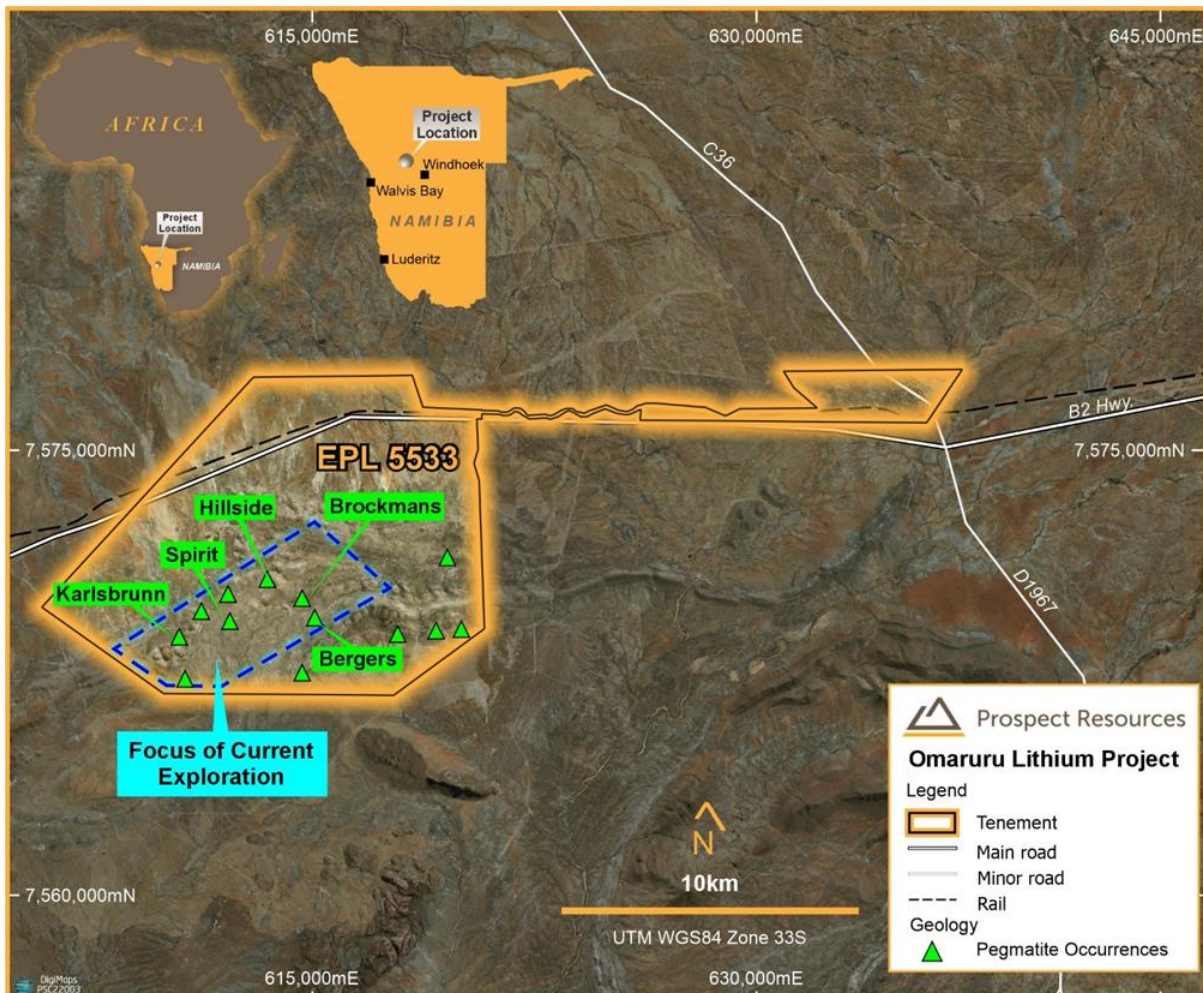 615,000mE
630,000mE
645,000mE
AFRICA
Project
Location
NAMIBIA
Project
Location
Windhoek
Walvis Bay
NAMIBIA
Luderitz
C36
B2 Hwy.
7,575,000mN
7,575,000mN
EPL 5533
Hillside
Brockmans
Spirit
Karlsbrunn
Bergers
D1967
Focus of Current
Exploration
7,560,000mN
N
10km
UTM WGS84 Zone 33S
Prospect Resources
Omaruru Lithium Project
Legend
Tenement
Main road
Minor road
Rail
Geology
Pegmatite Occurrences
DigiMaps
PSC22003
615,000mE
630,000mE